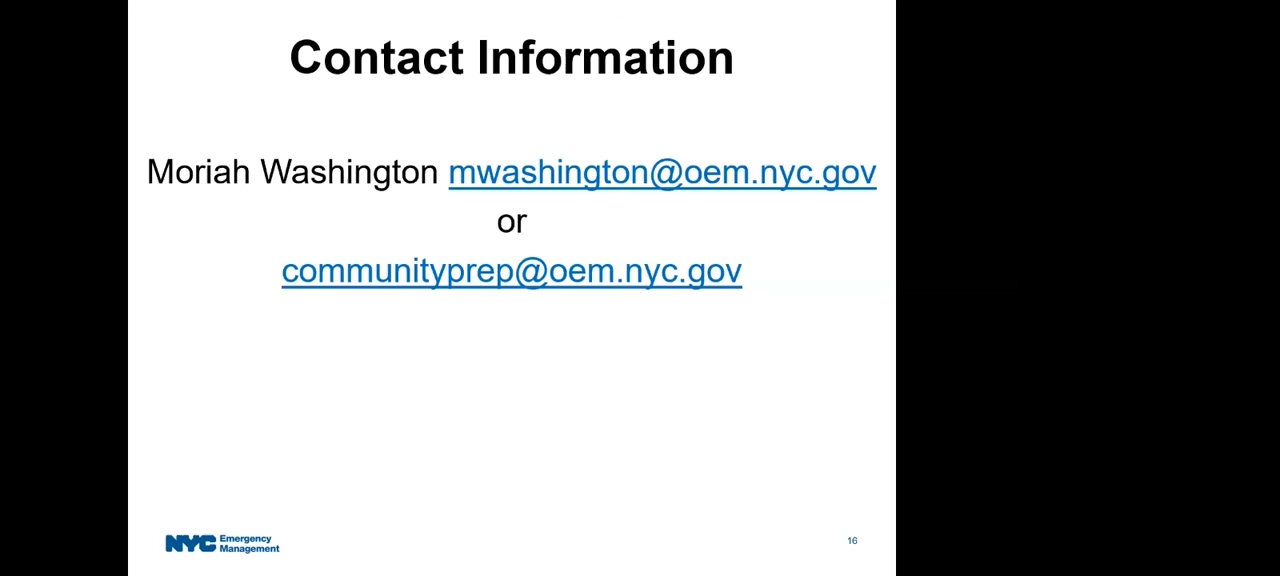 Contact Information
Moriah Washington mwashington@oem.nyc.gov
or
communityprep@oem.nyc.gov
NYC Emergency
Management
16